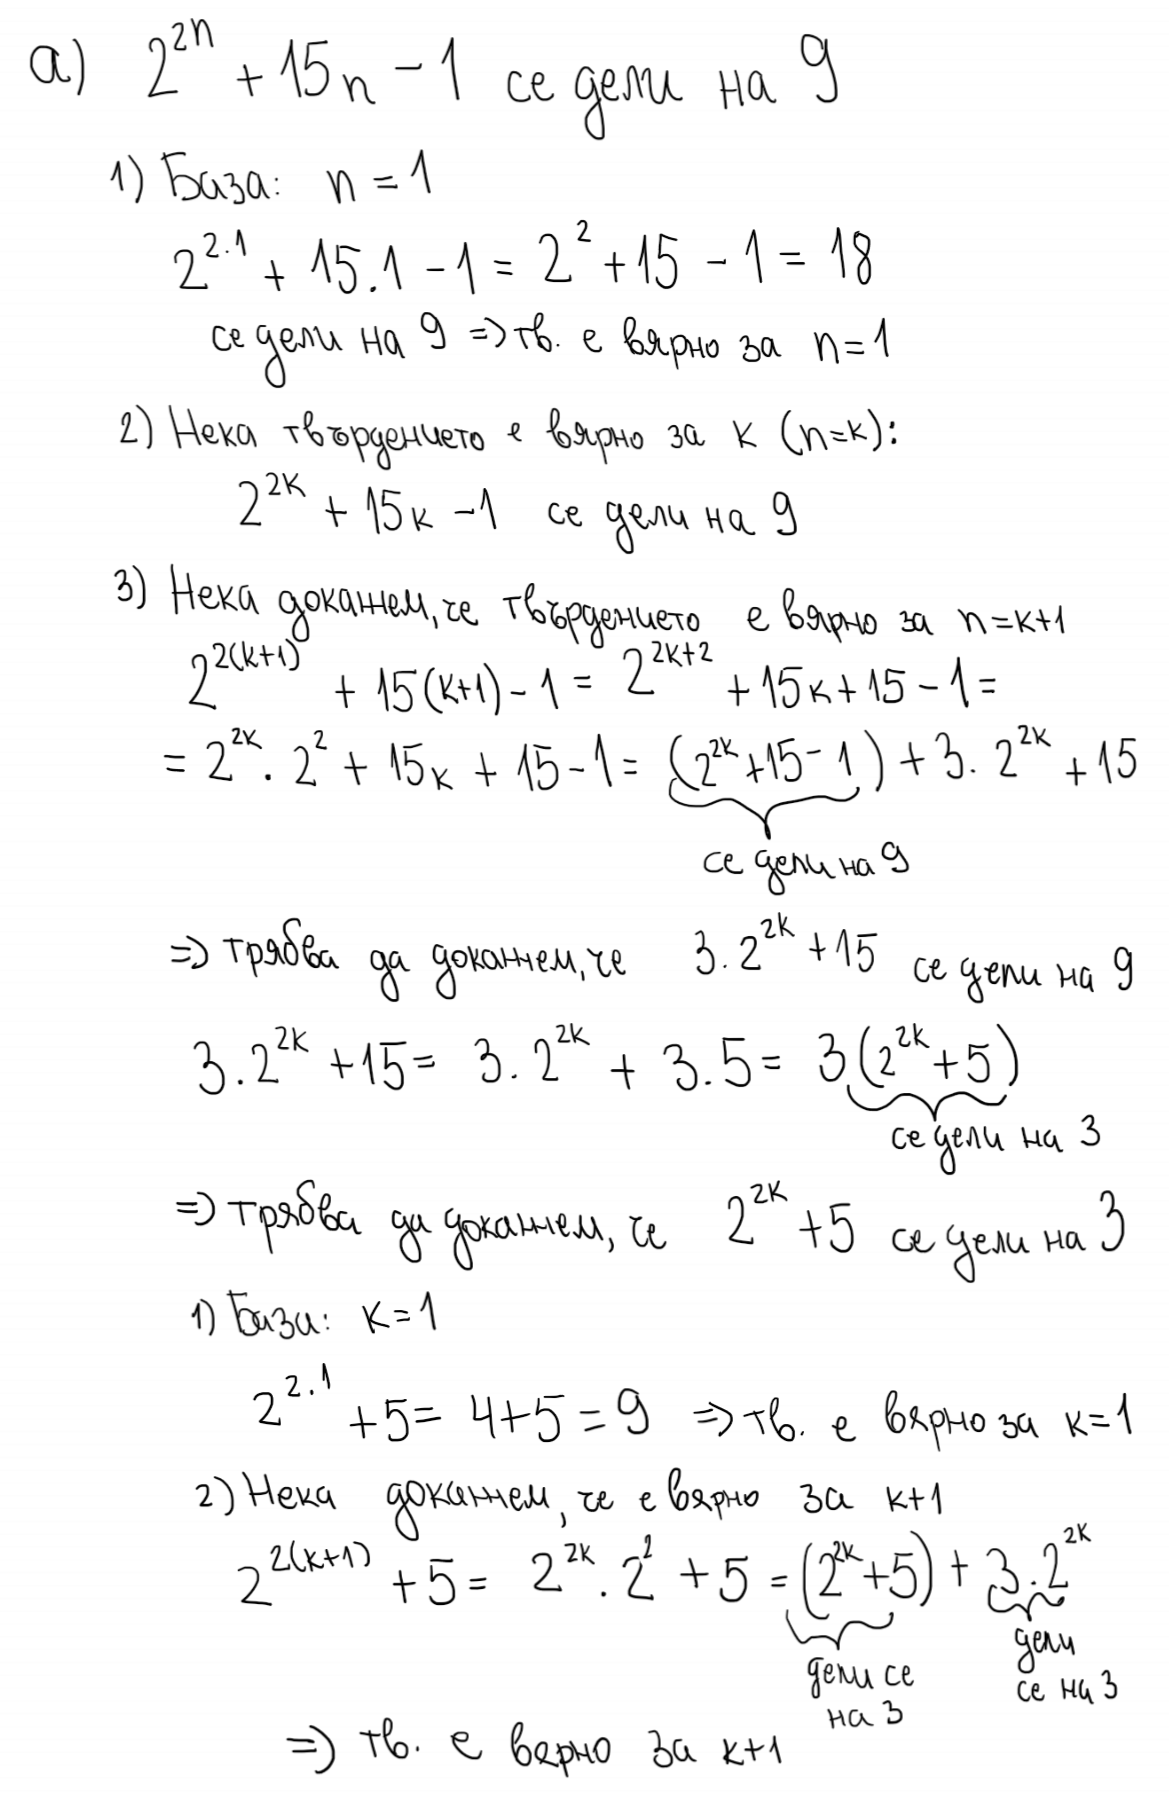 а) 2^{2n} + 15n - 1 се дели на 9
1) База: n = 1
2^{2.1} + 15.1 - 1 = 2^2 + 15 - 1 = 18
се дели на 9 => тв. е вярно за n=1
2) Нека твърдението е вярно за k (n=k):
2^{2k} + 15k - 1 се дели на 9
3) Нека докажем, че твърдението е вярно за n=k+1
2^{2(k+1)} + 15(k+1) - 1 = 2^{2k+2} + 15k + 15 - 1 =
= 2^{2k} . 2^2 + 15k + 15 - 1 = (2^{2k} + 15 - 1) + 3. 2^{2k} + 15
се дели на 9
=> трябва да докажем, че 3. 2^{2k} + 15 се дели на 9
3. 2^{2k} + 15 = 3. 2^{2k} + 3. 5 = 3(2^{2k} + 5)
се дели на 3
=> трябва да докажем, че 2^{2k} + 5 се дели на 3
1) База: k=1
2^{2.1} + 5 = 4+5 = 9 => тв. е вярно за k=1
2) Нека докажем, че е вярно за k+1
2^{2(k+1)} + 5 = 2^{2k} . 2^2 + 5 = (2^{2k} + 5) + 3. 2^{2k}
дели се на 3 дели се на 3
=> тв. е вярно за k+1